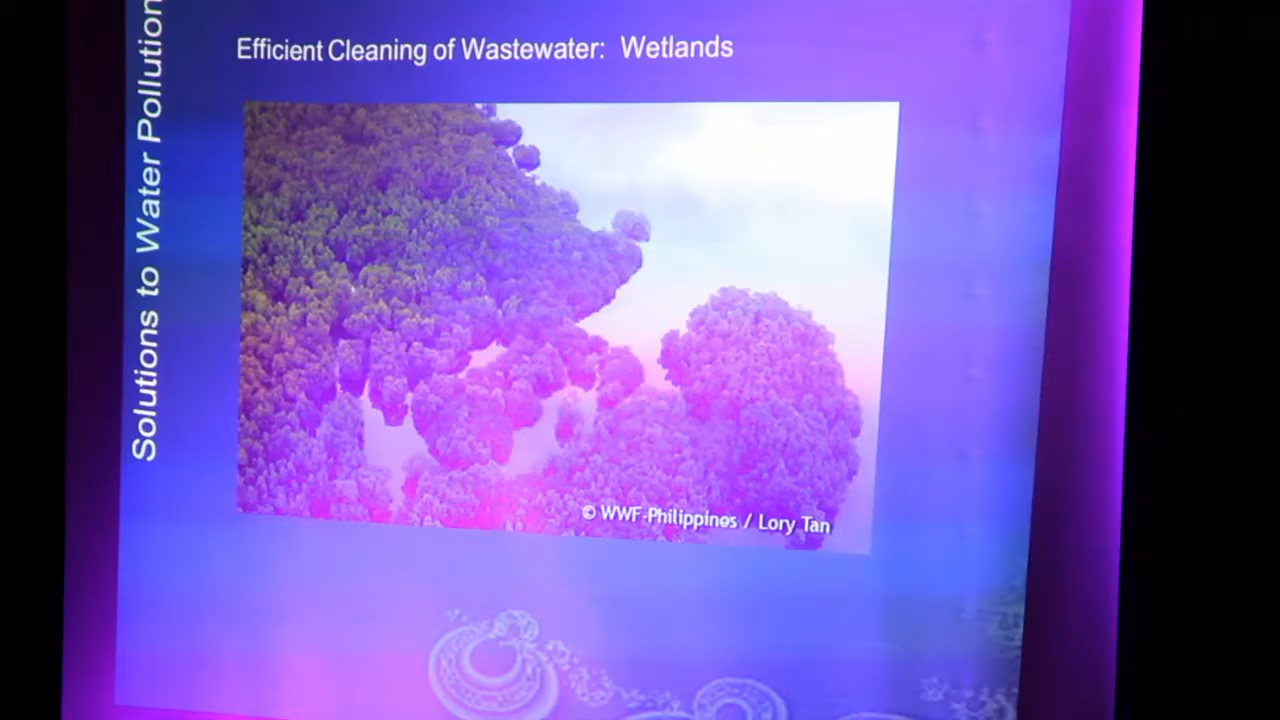 Efficient Cleaning of Wastewater: Wetlands
Solutions to Water Pollution
© WWF-Philippines / Lory Tan